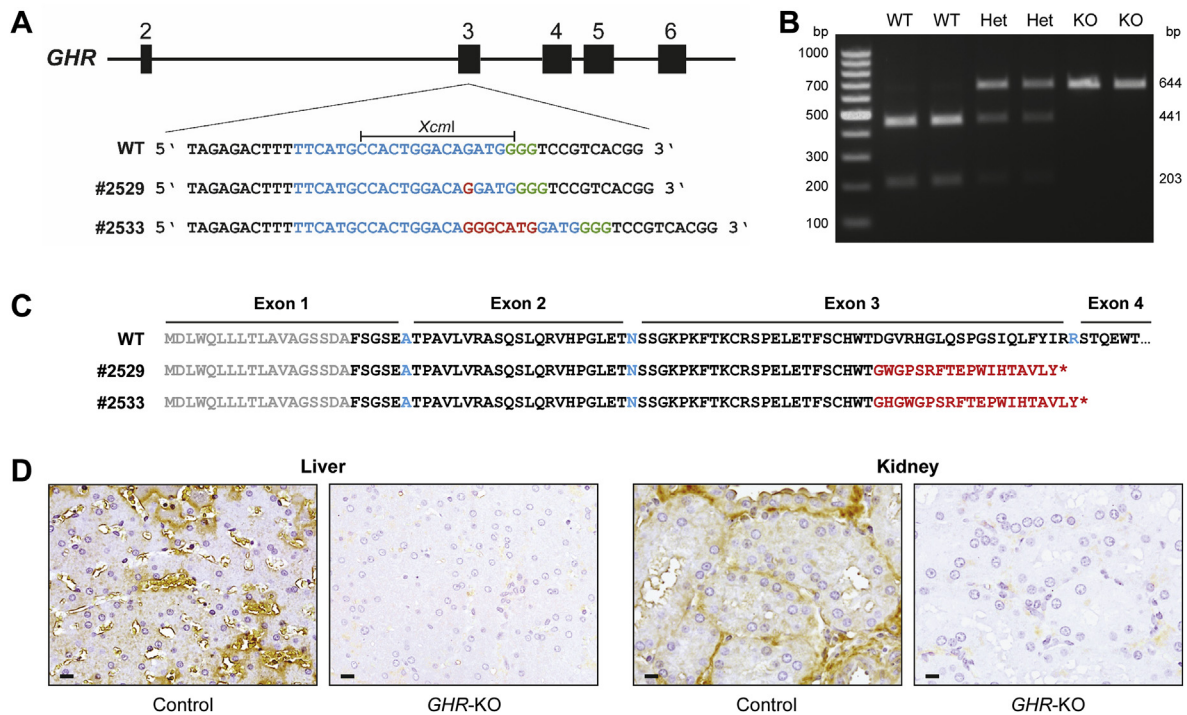 A
2 3 4 5 6
GHR
XcmI
WT 5' TAGAGACTTTTTCATGCCACTGGACAGATGGGGTCCGTCACGG 3'
#2529 5' TAGAGACTTTTTCATGCCACTGGACAGGATGGGGTCCGTCACGG 3'
#2533 5' TAGAGACTTTTTCATGCCACTGGACAGGGCATGGATGGGGTCCGTCACGG 3'
B
WT WT Het Het KO KO
bp bp
1000
700 644
500 441
300
200 203
100
C
Exon 1 Exon 2 Exon 3 Exon 4
WT MDLWQLLLTLAVAGSSDAFSGSEATPAVLVRASQSLQRVHPGLETNSSGKPKFTKCRSPELETFSCHWTDGVRHGLQSPGSIQLFYIRRSTQEWT...
#2529 MDLWQLLLTLAVAGSSDAFSGSEATPAVLVRASQSLQRVHPGLETNSSGKPKFTKCRSPELETFSCHWTGWGPSRFTEPWIHTAVLY*
#2533 MDLWQLLLTLAVAGSSDAFSGSEATPAVLVRASQSLQRVHPGLETNSSGKPKFTKCRSPELETFSCHWTGHGWGPSRFTEPWIHTAVLY*
D
Liver Kidney
Control GHR-KO Control GHR-KO